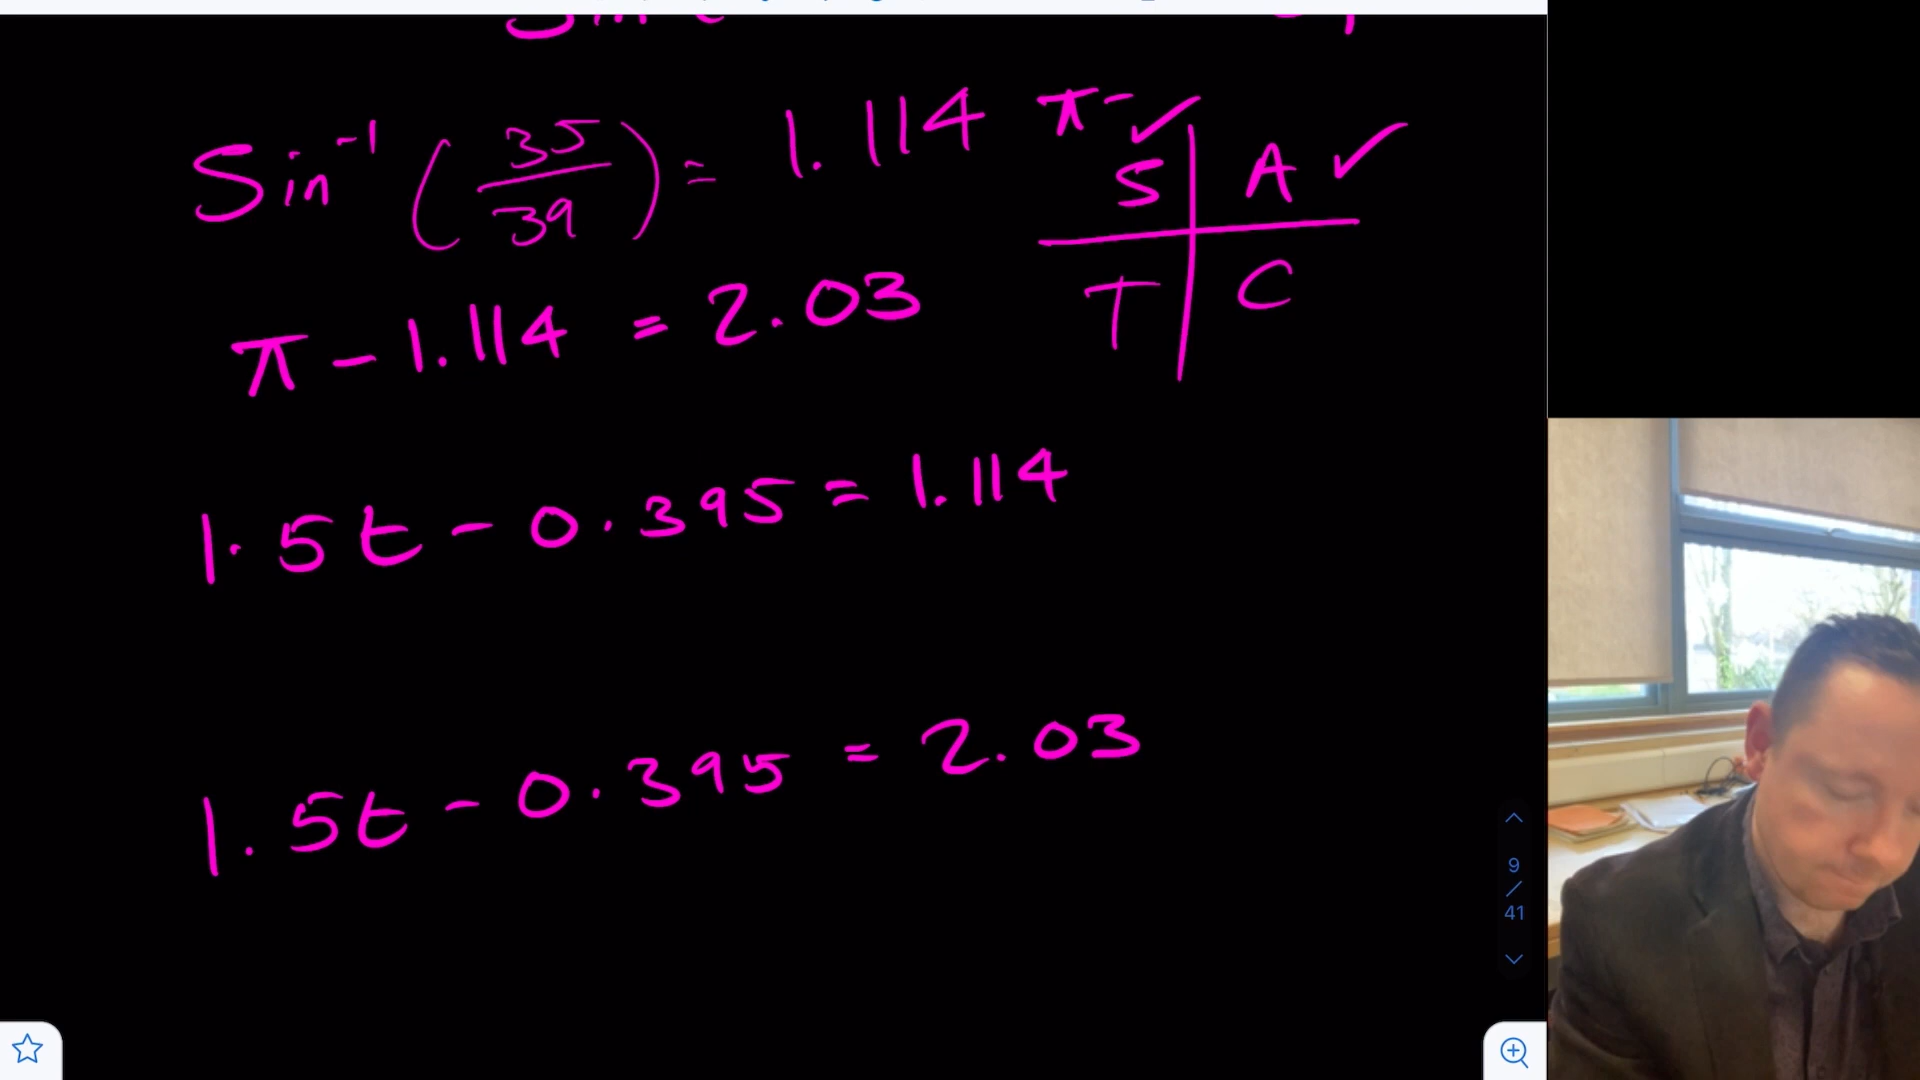 Sin⁻¹ (35/39) = 1.114
π -
S A
T C
π - 1.114 = 2.03
1.5t - 0.395 = 1.114
1.5t - 0.395 = 2.03
9
/
41